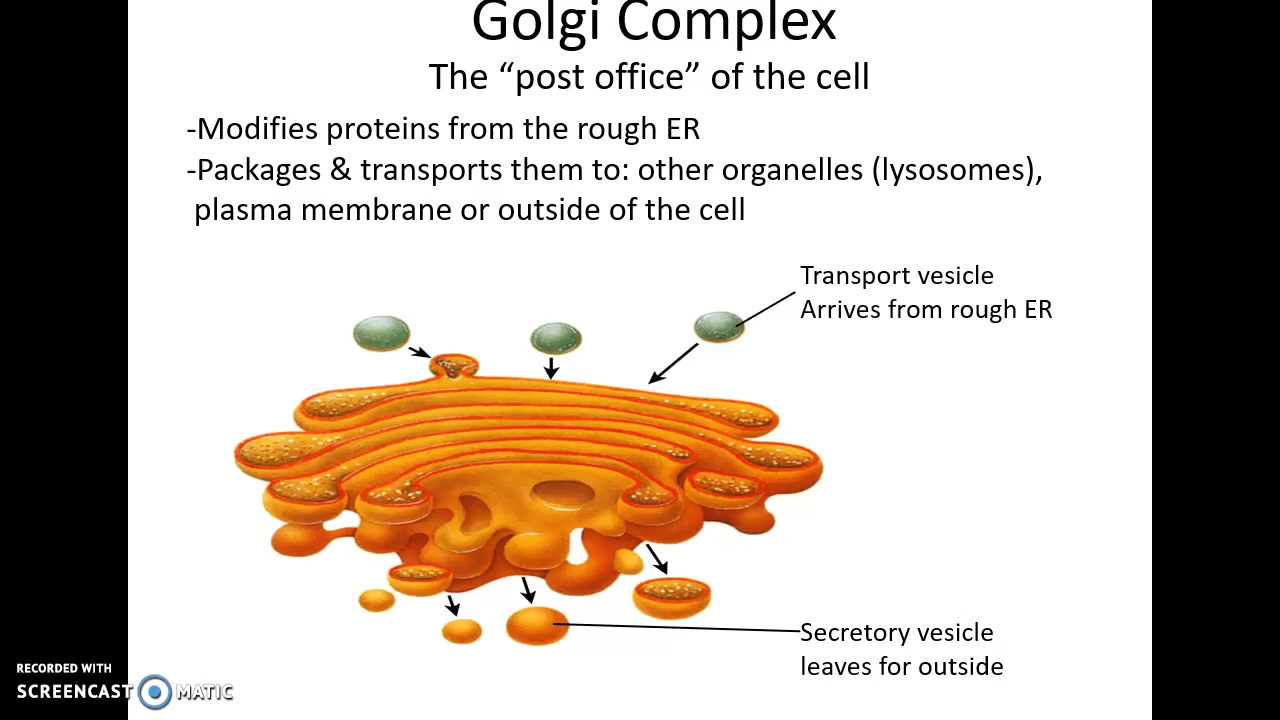 Golgi Complex
The “post office” of the cell
-Modifies proteins from the rough ER
-Packages & transports them to: other organelles (lysosomes),
plasma membrane or outside of the cell
Transport vesicle
Arrives from rough ER
Secretory vesicle
leaves for outside
RECORDED WITH
SCREENCAST MATIC